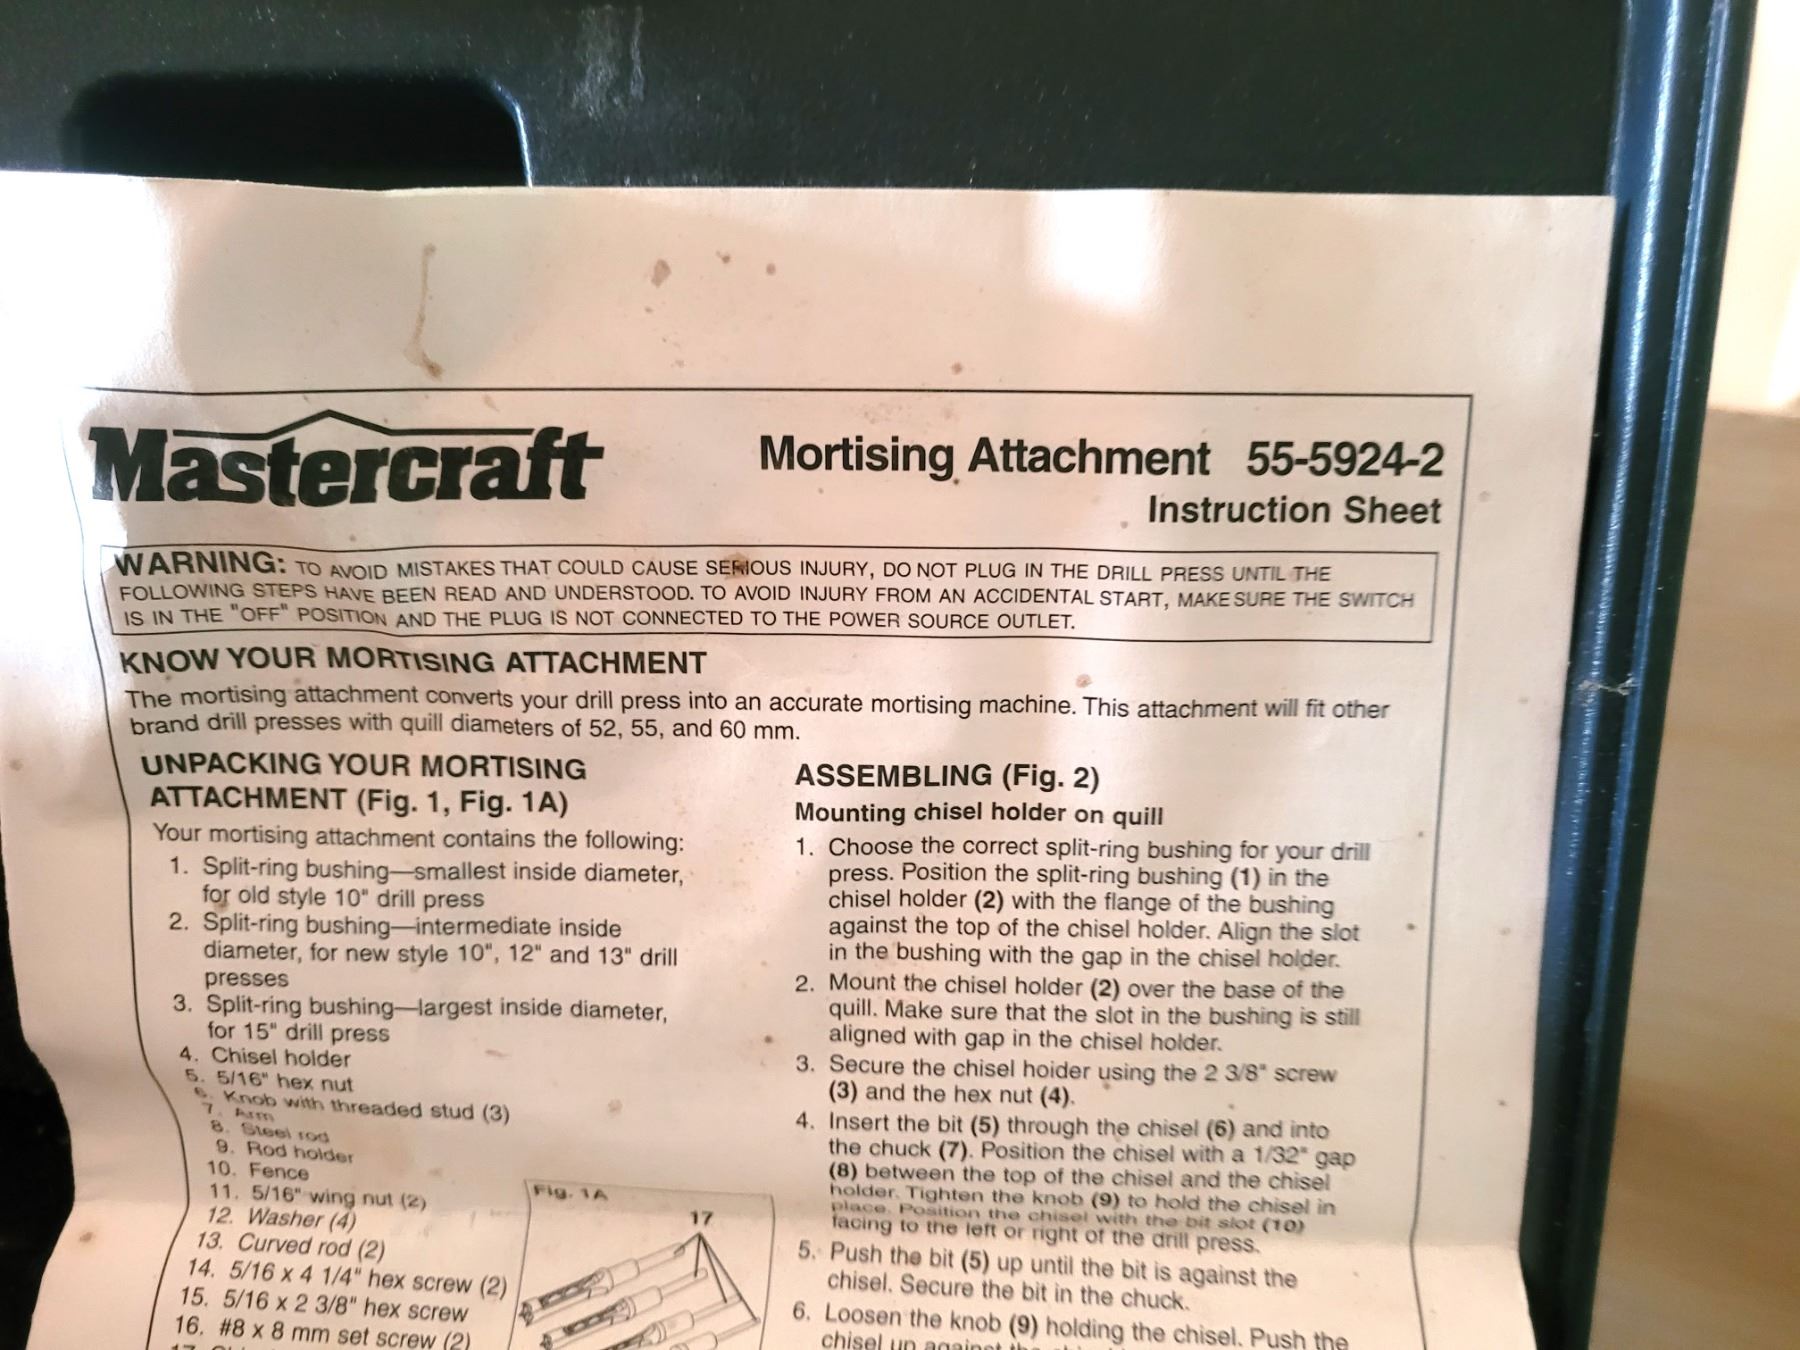 Mastercraft
Mortising Attachment 55-5924-2
Instruction Sheet
WARNING: TO AVOID MISTAKES THAT COULD CAUSE SERIOUS INJURY, DO NOT PLUG IN THE DRILL PRESS UNTIL THE
FOLLOWING STEPS HAVE BEEN READ AND UNDERSTOOD. TO AVOID INJURY FROM AN ACCIDENTAL START, MAKE SURE THE SWITCH
IS IN THE "OFF" POSITION AND THE PLUG IS NOT CONNECTED TO THE POWER SOURCE OUTLET.
KNOW YOUR MORTISING ATTACHMENT
The mortising attachment converts your drill press into an accurate mortising machine. This attachment will fit other
brand drill presses with quill diameters of 52, 55, and 60 mm.
UNPACKING YOUR MORTISING
ATTACHMENT (Fig. 1, Fig. 1A)
Your mortising attachment contains the following:
1. Split-ring bushing—smallest inside diameter,
for old style 10" drill press
2. Split-ring bushing—intermediate inside
diameter, for new style 10", 12" and 13" drill
presses
3. Split-ring bushing—largest inside diameter,
for 15" drill press
4. Chisel holder
5. 5/16" hex nut
6. Knob with threaded stud (3)
7. Arm
8. Steel rod
9. Rod holder
10. Fence
11. 5/16" wing nut (2)
12. Washer (4)
13. Curved rod (2)
14. 5/16 x 4 1/4" hex screw (2)
15. 5/16 x 2 3/8" hex screw
16. #8 x 8 mm set screw (2)
Fig. 1A
17
ASSEMBLING (Fig. 2)
Mounting chisel holder on quill
1. Choose the correct split-ring bushing for your drill
press. Position the split-ring bushing (1) in the
chisel holder (2) with the flange of the bushing
against the top of the chisel holder. Align the slot
in the bushing with the gap in the chisel holder.
2. Mount the chisel holder (2) over the base of the
quill. Make sure that the slot in the bushing is still
aligned with gap in the chisel holder.
3. Secure the chisel hoider using the 2 3/8" screw
(3) and the hex nut (4).
4. Insert the bit (5) through the chisel (6) and into
the chuck (7). Position the chisel with a 1/32" gap
(8) between the top of the chisel and the chisel
holder. Tighten the knob (9) to hold the chisel in
place. Position the chisel with the bit slot (10)
facing to the left or right of the drill press.
5. Push the bit (5) up until the bit is against the
chisel. Secure the bit in the chuck.
6. Loosen the knob (9) holding the chisel. Push the
chisel up against